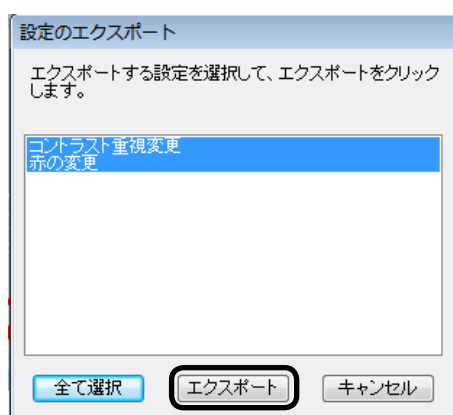 設定のエクスポート
エクスポートする設定を選択して、エクスポートをクリック
します。
コントラスト重視変更
赤の変更
全て選択 エクスポート キャンセル